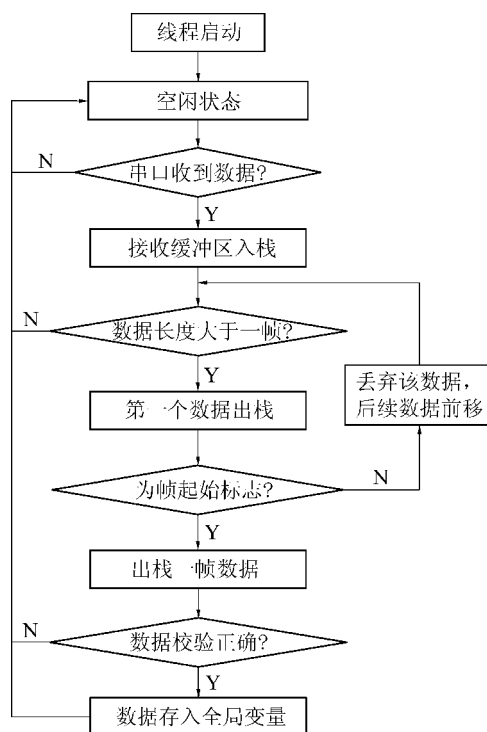 线程启动
空闲状态
N
串口收到数据?
Y
接收缓冲区入栈
N
数据长度大于一帧?
Y
丢弃该数据,
后续数据前移
第一个数据出栈
为帧起始标志?
N
Y
出栈一帧数据
N
数据校验正确?
Y
数据存入全局变量